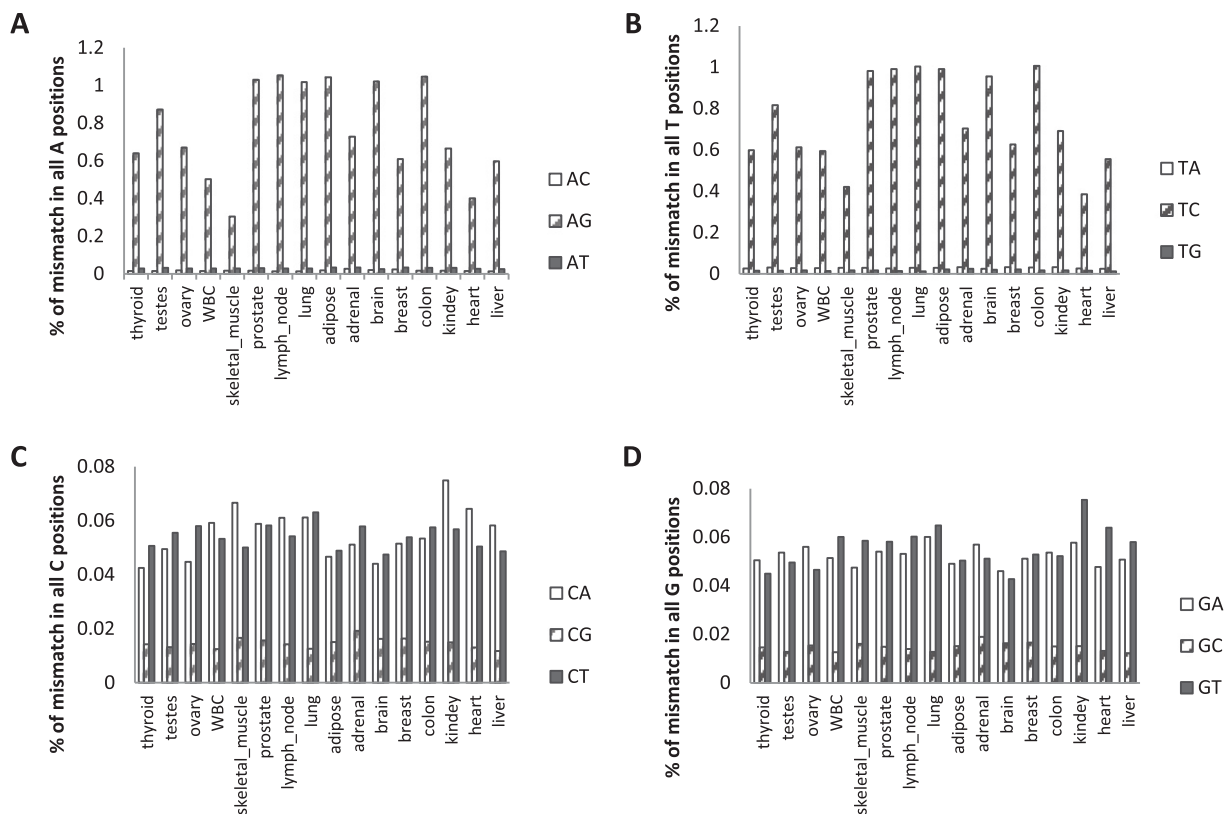 A
% of mismatch in all A positions
1.2
1
0.8
0.6
0.4
0.2
0
thyroid
testes
ovary
WBC
skeletal_muscle
prostate
lymph_node
lung
adipose
adrenal
brain
breast
colon
kindey
heart
liver
AC
AG
AT
B
% of mismatch in all T positions
1.2
1
0.8
0.6
0.4
0.2
0
thyroid
testes
ovary
WBC
skeletal_muscle
prostate
lymph_node
lung
adipose
adrenal
brain
breast
colon
kindey
heart
liver
TA
TC
TG
C
% of mismatch in all C positions
0.08
0.06
0.04
0.02
0
thyroid
testes
ovary
WBC
skeletal_muscle
prostate
lymph_node
lung
adipose
adrenal
brain
breast
colon
kindey
heart
liver
CA
CG
CT
D
% of mismatch in all G positions
0.08
0.06
0.04
0.02
0
thyroid
testes
ovary
WBC
skeletal_muscle
prostate
lymph_node
lung
adipose
adrenal
brain
breast
colon
kindey
heart
liver
GA
GC
GT